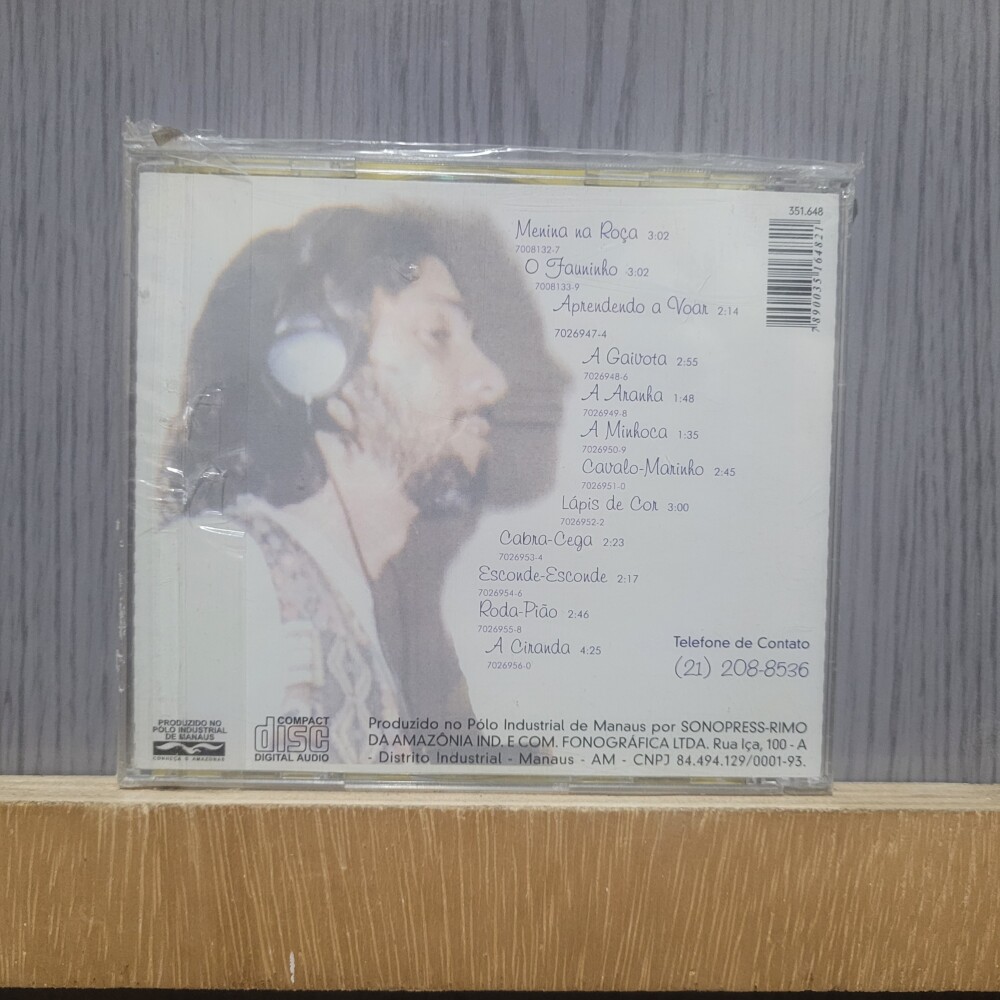 351.648
7890035164821
Menina na Roça 3:02
7008132-7
O Fauninho 3:02
7008133-9
Aprendendo a Voar 2:14
7026947-4
A Gaivota 2:55
7026948-6
A Aranha 1:48
7026949-8
A Minhoca 1:35
7026950-9
Cavalo-Marinho 2:45
7026951-0
Lápis de Cor 3:00
7026952-2
Cabra-Cega 2:23
7026953-4
Esconde-Esconde 2:17
7026954-6
Roda-Pião 2:46
7026955-8
A Ciranda 4:25
7026956-0
Telefone de Contato
(21) 208-8536
PRODUZIDO NO
PÓLO INDUSTRIAL
DE MANAUS
CONHEÇA O AMAZONAS
COMPACT
disc
DIGITAL AUDIO
Produzido no Pólo Industrial de Manaus por SONOPRESS-RIMO
DA AMAZÔNIA IND. E COM. FONOGRÁFICA LTDA. Rua Iça, 100 - A
- Distrito Industrial - Manaus - AM - CNPJ 84.494.129/0001-93.